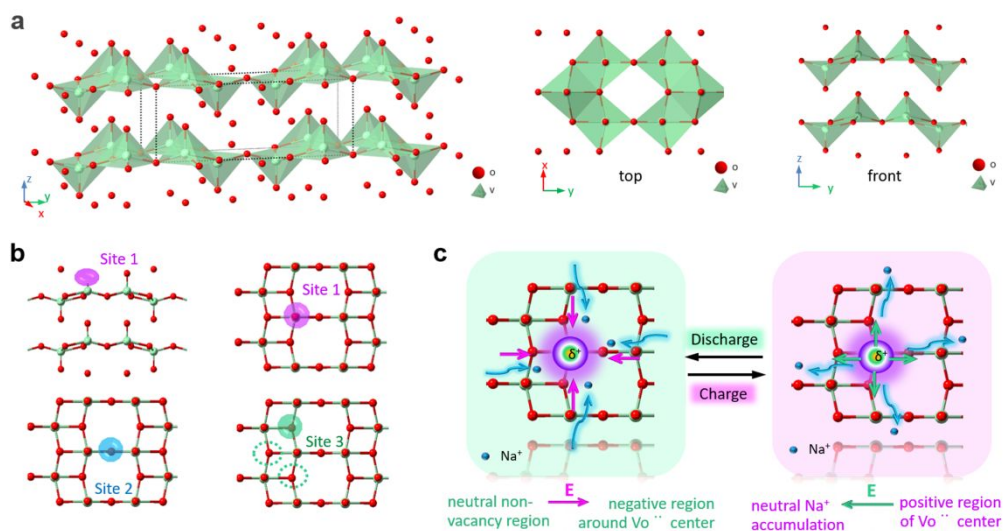 a
z
y
x
O
V
x
y
top
O
V
z
y
front
O
V
b
Site 1
Site 1
Site 2
Site 3
c
δ⁺
Na⁺
Discharge
Charge
δ⁺
Na⁺
E
neutral non-
vacancy region
negative region
around Vo¨ center
E
neutral Na⁺
accumulation
positive region
of Vo¨ center